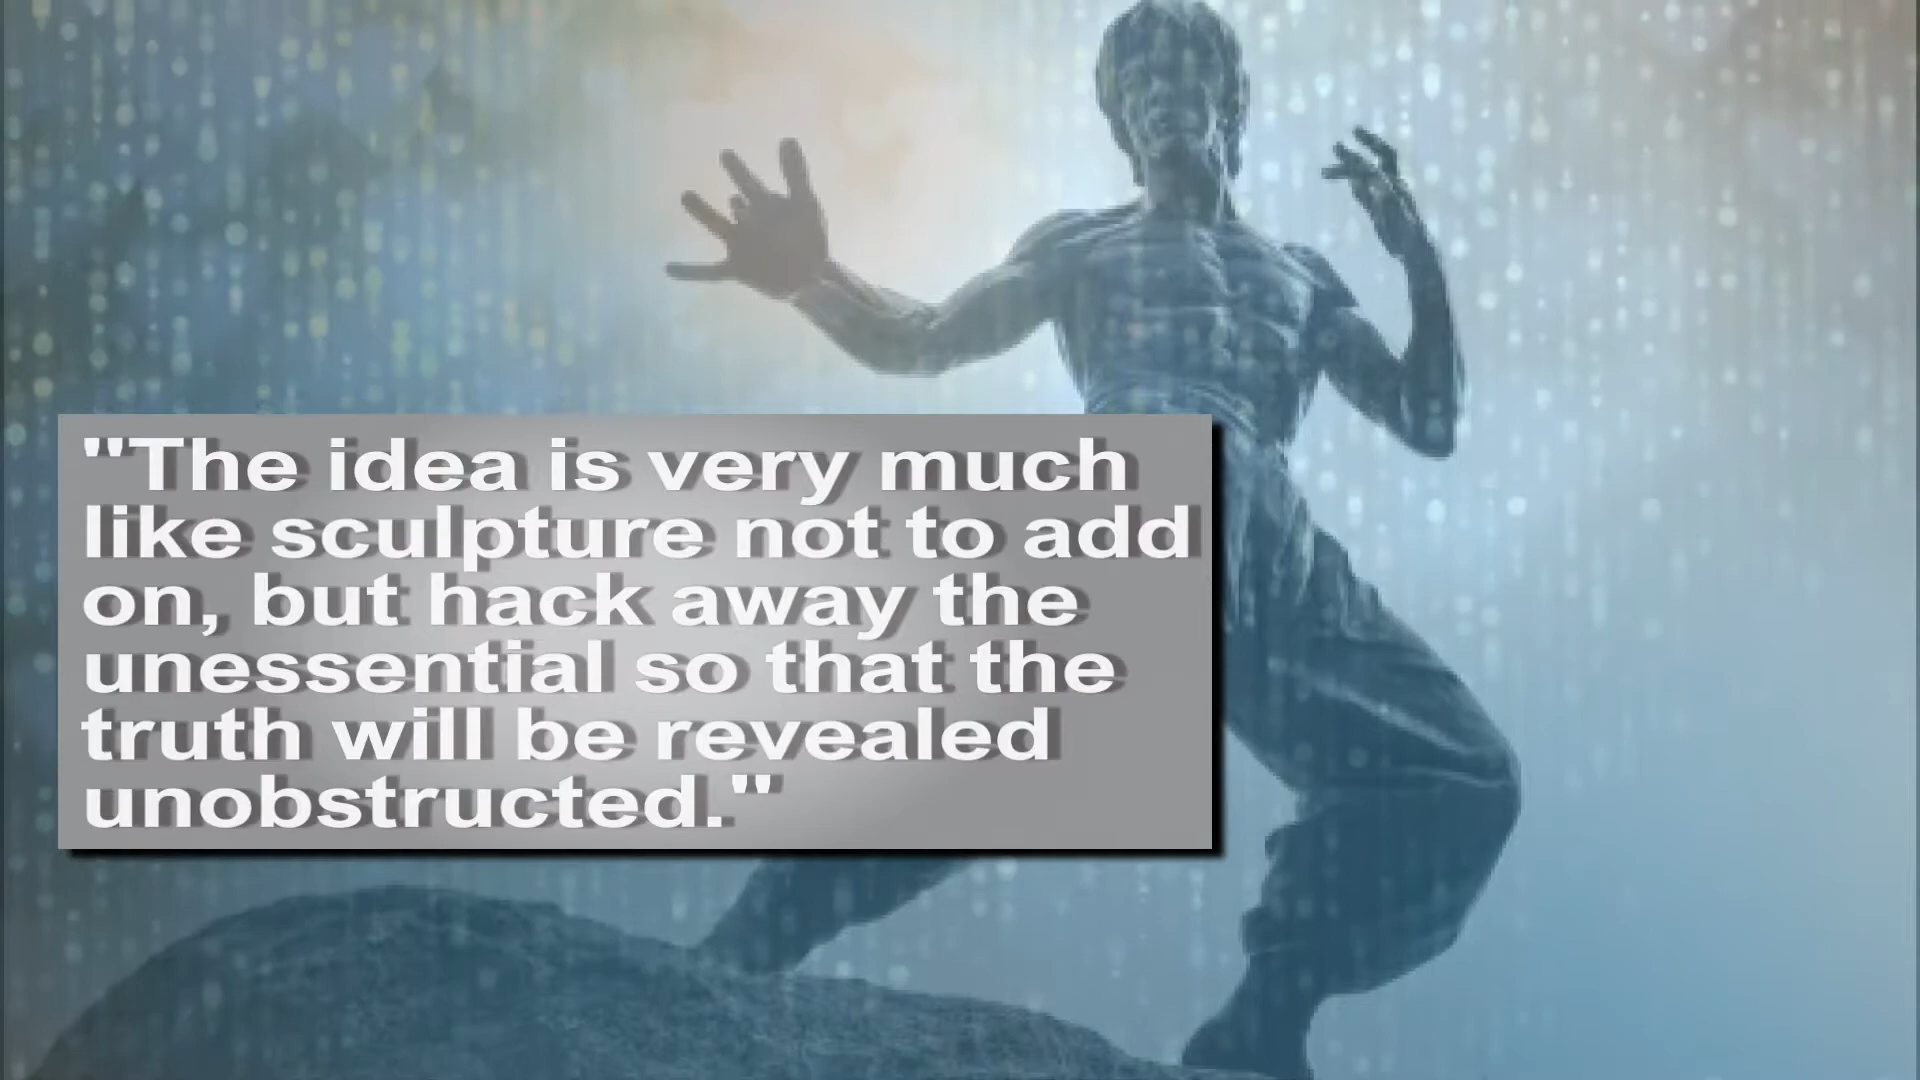 "The idea is very much
like sculpture not to add
on, but hack away the
unessential so that the
truth will be revealed
unobstructed."